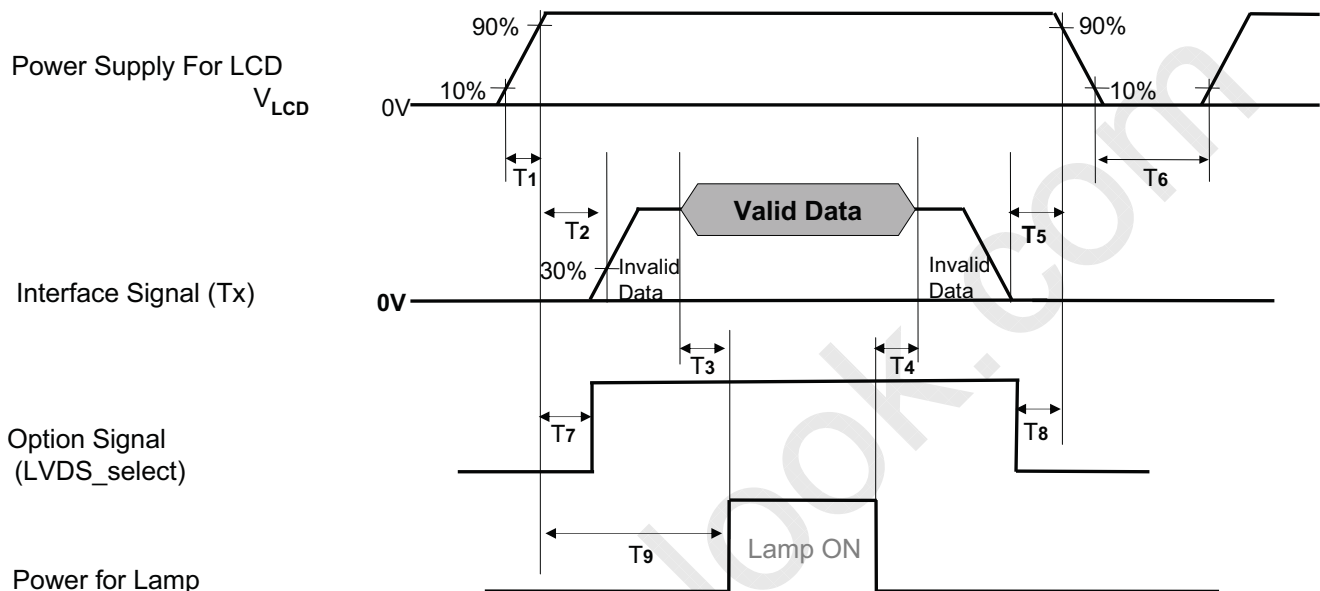 90%
90%
Power Supply For LCD
VLCD
10%
10%
0V
T1
T6
Valid Data
T2
T5
30%
Invalid
Data
Invalid
Data
Interface Signal (Tx)
0V
T3
T4
T7
T8
Option Signal
(LVDS_select)
T9
Lamp ON
Power for Lamp
look.com